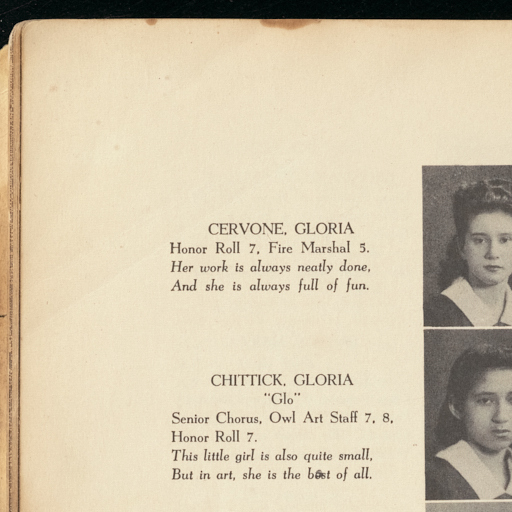 CERVONE, GLORIA
Honor Roll 7, Fire Marshal 5.
Her work is always neatly done,
And she is always full of fun.
CHITTICK, GLORIA
"Glo"
Senior Chorus, Owl Art Staff 7, 8,
Honor Roll 7.
This little girl is also quite small,
But in art, she is the best of all.